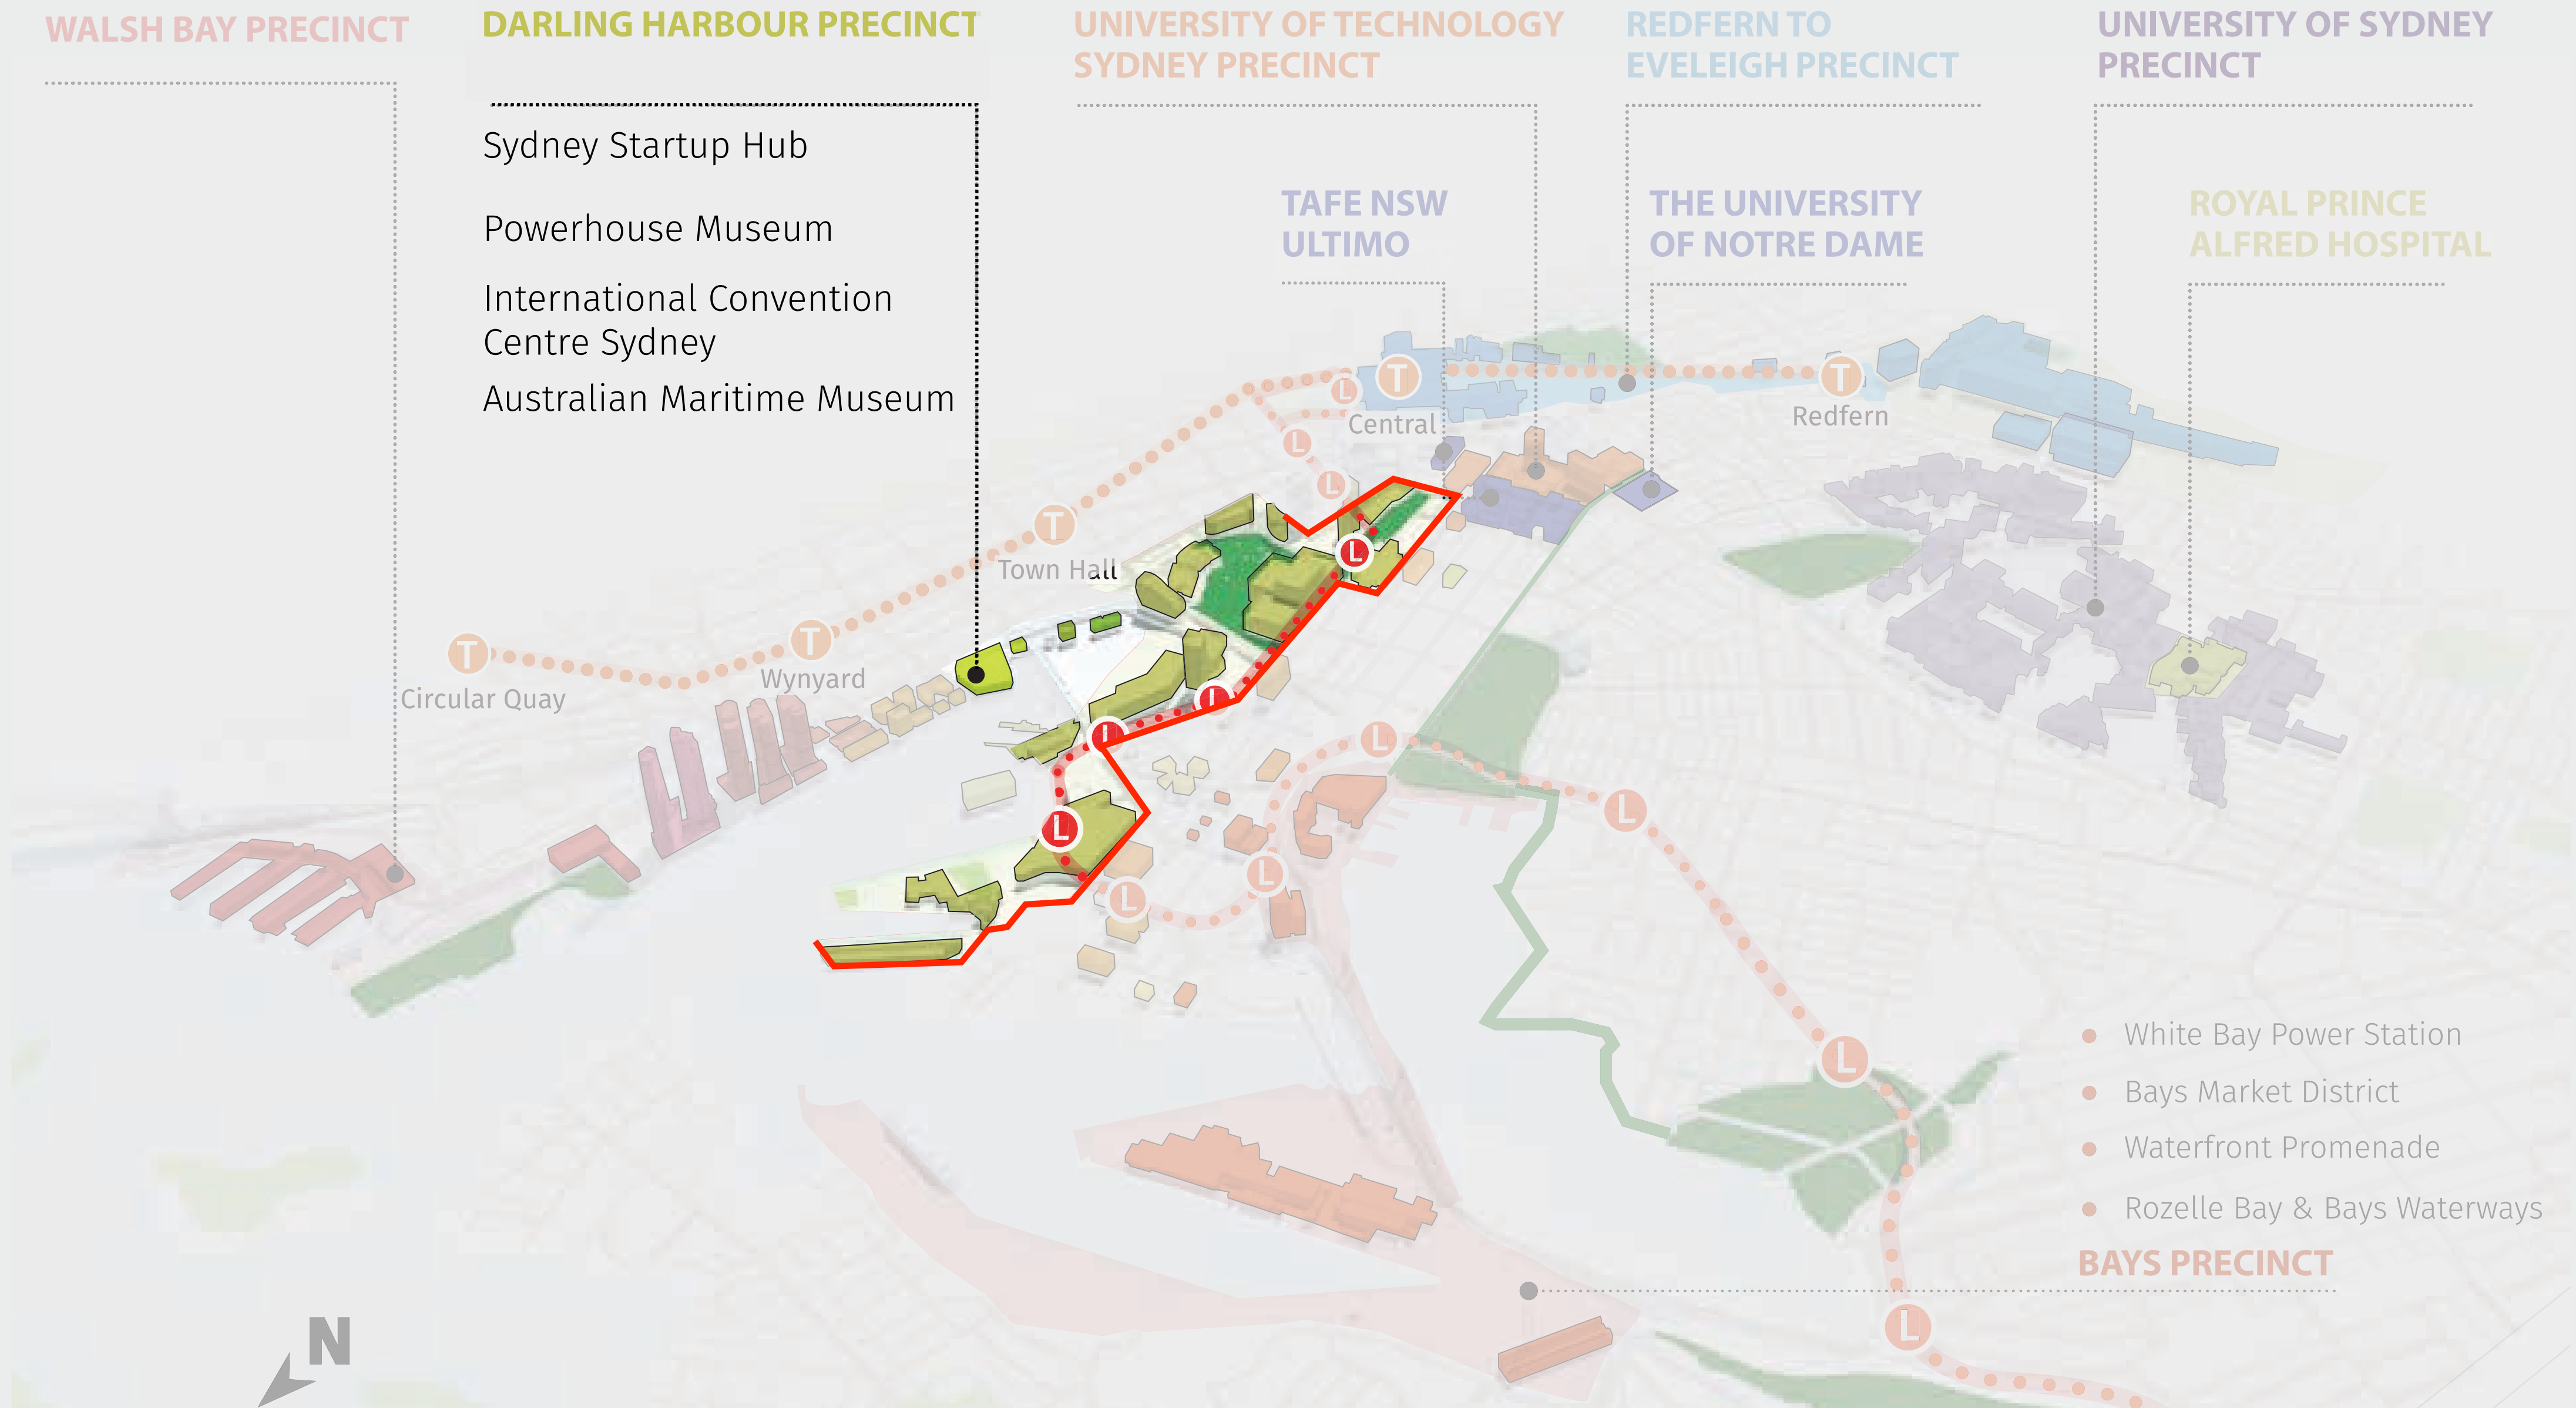 WALSH BAY PRECINCT
DARLING HARBOUR PRECINCT
Sydney Startup Hub
Powerhouse Museum
International Convention
Centre Sydney
Australian Maritime Museum
UNIVERSITY OF TECHNOLOGY
SYDNEY PRECINCT
REDFERN TO
EVELEIGH PRECINCT
UNIVERSITY OF SYDNEY
PRECINCT
TAFE NSW
ULTIMO
THE UNIVERSITY
OF NOTRE DAME
ROYAL PRINCE
ALFRED HOSPITAL
L
T
T
Central
Redfern
L
L
T
L
Town Hall
T
T
Wynyard
Circular Quay
L
L
L
L
L
L
L
L
White Bay Power Station
Bays Market District
Waterfront Promenade
Rozelle Bay & Bays Waterways
BAYS PRECINCT
L
N